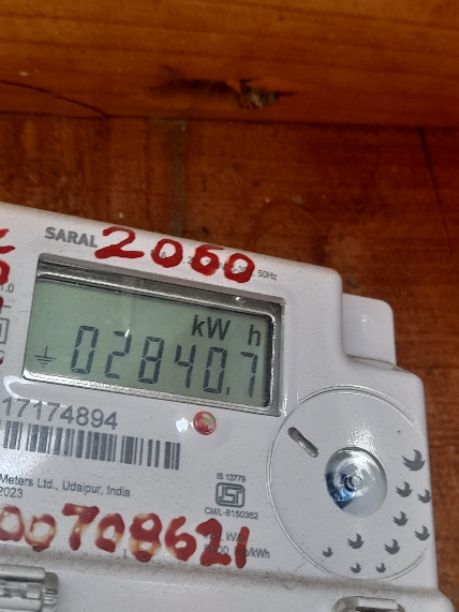 SARAL 2060
50Hz
kW h
02840.7
17174894
Meters Ltd., Udaipur, India
2023
IS 13779
CM/L-8150362
00708621